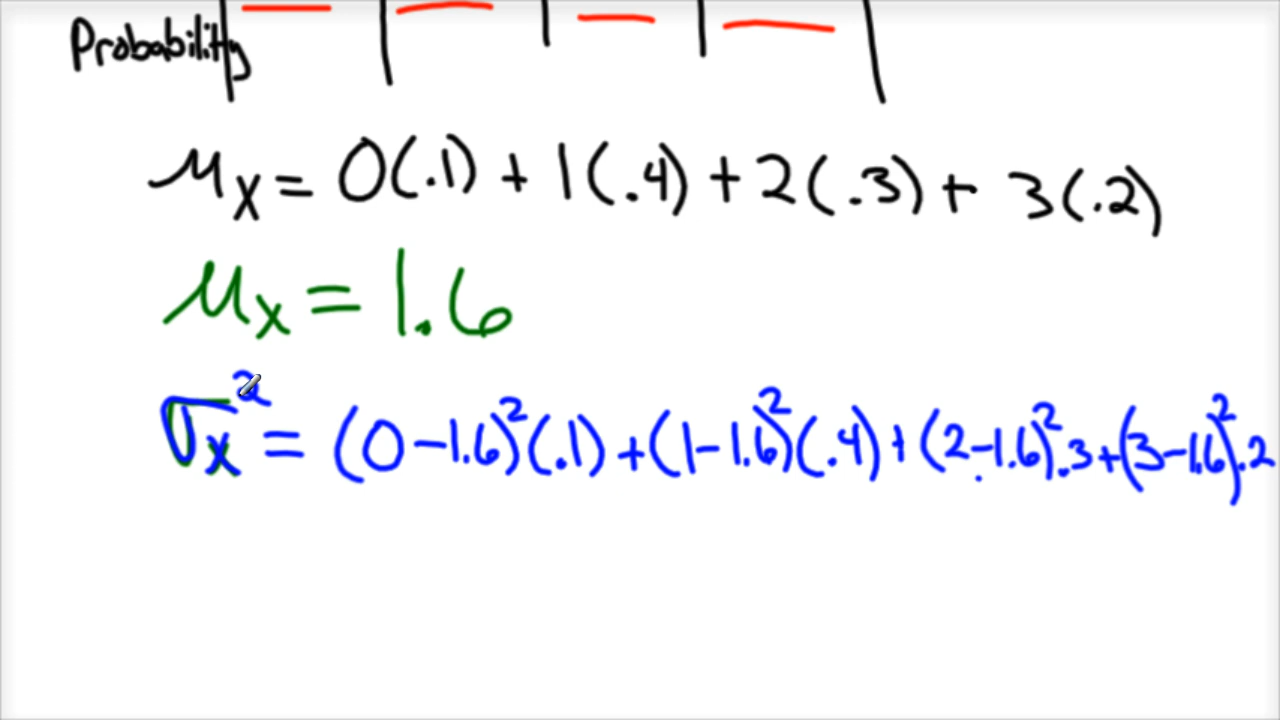 Probability
μx = 0(.1) + 1(.4) + 2(.3) + 3(.2)
μx = 1.6
σx² = (0-1.6)²(.1) + (1-1.6)²(.4) + (2-1.6)².3 + (3-1.6)².2